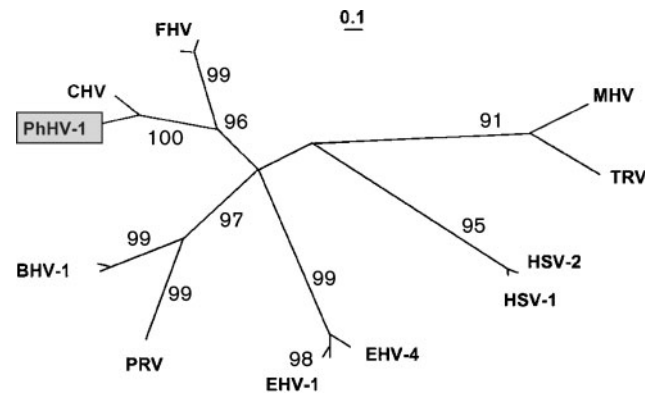 0.1
FHV
CHV
99
MHV
PhHV-1
96
91
100
TRV
97
95
99
HSV-2
BHV-1
99
99
HSV-1
PRV
98
EHV-4
EHV-1